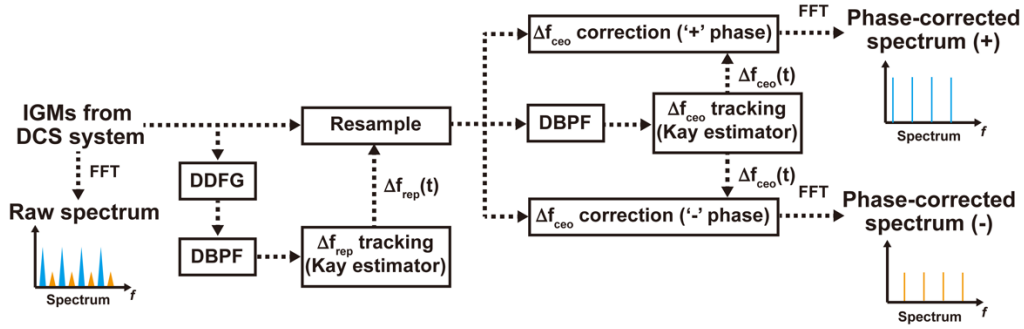 IGMs from
DCS system
FFT
Raw spectrum
Spectrum
f
DDFG
DBPF
Δf_rep tracking
(Kay estimator)
Δf_rep(t)
Resample
Δf_ceo correction ('+' phase)
Δf_ceo(t)
DBPF
Δf_ceo tracking
(Kay estimator)
Δf_ceo(t)
Δf_ceo correction ('-' phase)
FFT
Phase-corrected
spectrum (+)
Spectrum
f
FFT
Phase-corrected
spectrum (-)
Spectrum
f